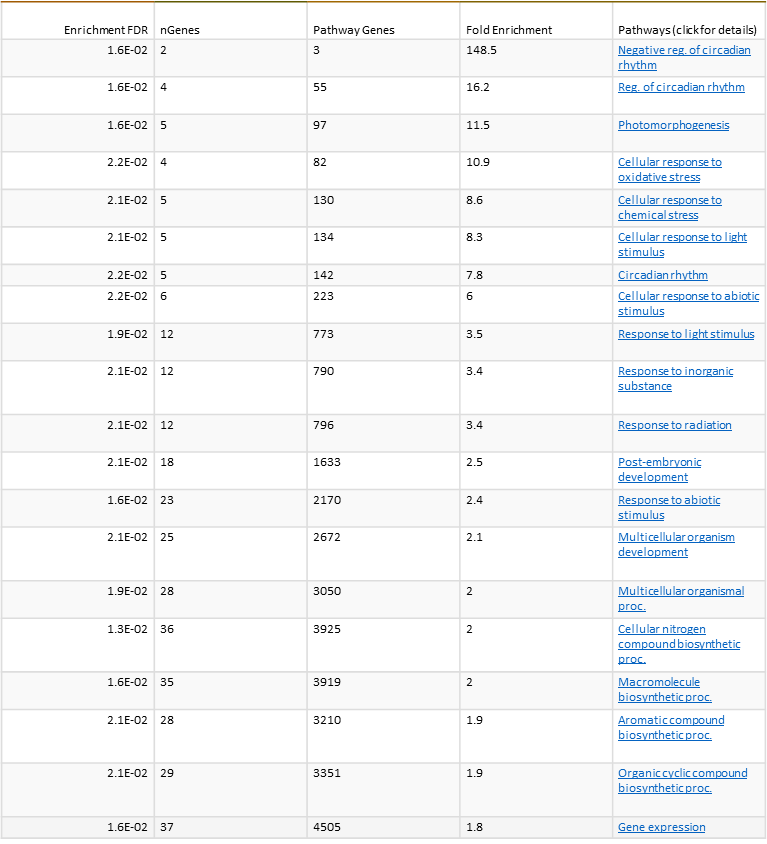 Enrichment FDR nGenes Pathway Genes Fold Enrichment Pathways (click for details)
1.6E-02 2 3 148.5 Negative reg. of circadian
rhythm
1.6E-02 4 55 16.2 Reg. of circadian rhythm
1.6E-02 5 97 11.5 Photomorphogenesis
2.2E-02 4 82 10.9 Cellular response to
oxidative stress
2.1E-02 5 130 8.6 Cellular response to
chemical stress
2.1E-02 5 134 8.3 Cellular response to light
stimulus
2.2E-02 5 142 7.8 Circadian rhythm
2.2E-02 6 223 6 Cellular response to abiotic
stimulus
1.9E-02 12 773 3.5 Response to light stimulus
2.1E-02 12 790 3.4 Response to inorganic
substance
2.1E-02 12 796 3.4 Response to radiation
2.1E-02 18 1633 2.5 Post-embryonic
development
1.6E-02 23 2170 2.4 Response to abiotic
stimulus
2.1E-02 25 2672 2.1 Multicellular organism
development
1.9E-02 28 3050 2 Multicellular organismal
proc.
1.3E-02 36 3925 2 Cellular nitrogen
compound biosynthetic
proc.
1.6E-02 35 3919 2 Macromolecule
biosynthetic proc.
2.1E-02 28 3210 1.9 Aromatic compound
biosynthetic proc.
2.1E-02 29 3351 1.9 Organic cyclic compound
biosynthetic proc.
1.6E-02 37 4505 1.8 Gene expression